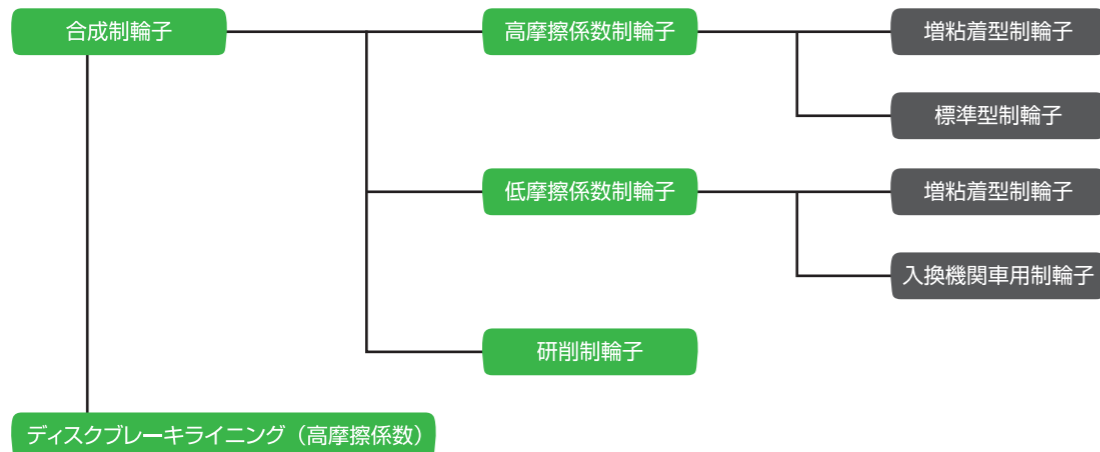 合成制輪子
高摩擦係数制輪子
増粘着型制輪子
標準型制輪子
低摩擦係数制輪子
増粘着型制輪子
入換機関車用制輪子
研削制輪子
ディスクブレーキライニング（高摩擦係数）